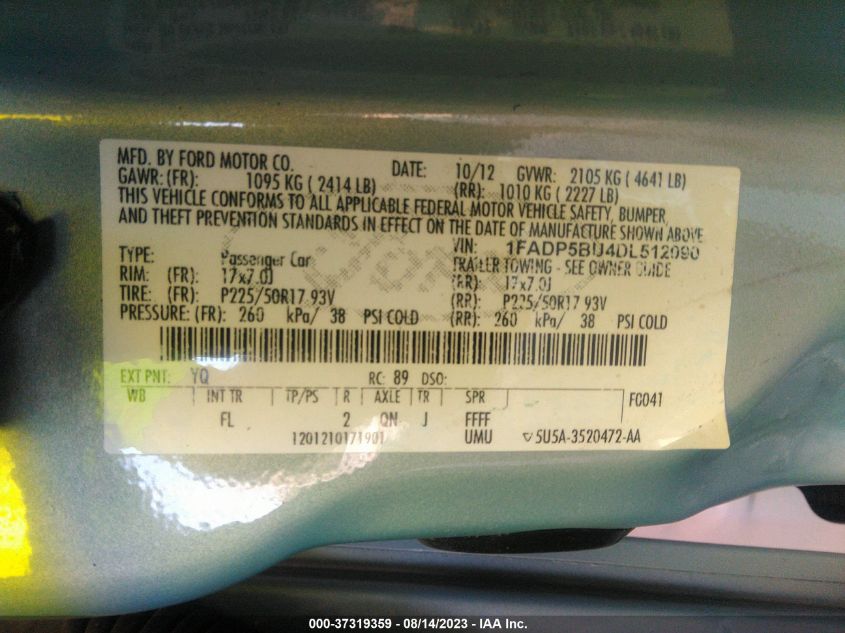 MFD. BY FORD MOTOR CO. DATE: 10/12 GVWR: 2105 KG ( 4641 LB)
GAWR: (FR): 1095 KG ( 2414 LB) (RR): 1010 KG ( 2227 LB)
THIS VEHICLE CONFORMS TO ALL APPLICABLE FEDERAL MOTOR VEHICLE SAFETY, BUMPER,
AND THEFT PREVENTION STANDARDS IN EFFECT ON THE DATE OF MANUFACTURE SHOWN ABOVE
VIN: 1FADP5BU4DL512090
TYPE: Passenger Car TRAILER TOWING - SEE OWNER GUIDE
RIM: (FR): 17x7.0J (RR): 17x7.0J
TIRE: (FR): P225/50R17 93V (RR): P225/50R17 93V
PRESSURE: (FR): 260 kPa/ 38 PSI COLD (RR): 260 kPa/ 38 PSI COLD
EXT PNT: YQ RC: 89 DSO:
WB INT TR TP/PS R AXLE TR SPR F0041
FL 2 QN J FFFF
1201210171901 UMU 5U5A-3520472-AA
000-37319359 - 08/14/2023 - IAA Inc.